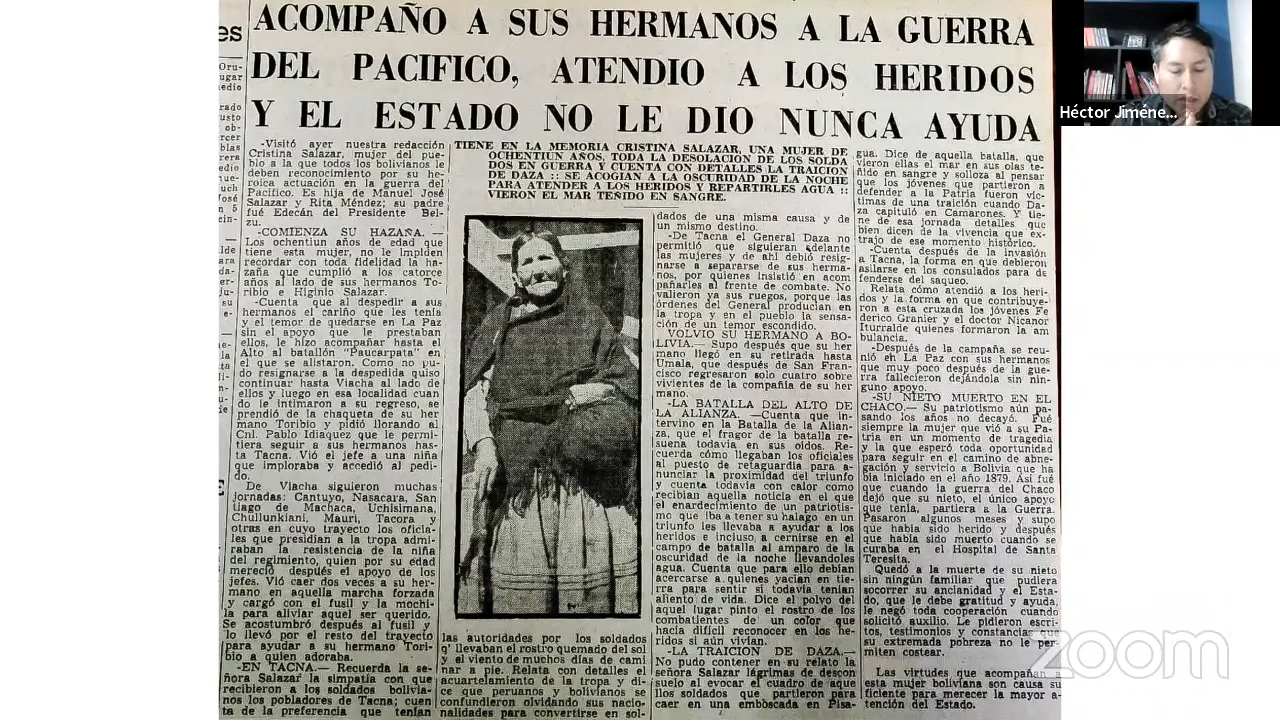 ACOMPAÑO A SUS HERMANOS A LA GUERRA
DEL PACIFICO, ATENDIO A LOS HERIDOS
Y EL ESTADO NO LE DIO NUNCA AYUDA
-Visitó ayer nuestra redacción
Cristina Salazar, mujer del pue-
blo a la que todos los bolivianos le
deben reconocimiento por su he-
roica actuación en la guerra del
Pacífico. Es hija de Manuel José
Salazar y Rita Méndez; su padre
fué Edecán del Presidente Bel-
zu.
-COMIENZA SU HAZAÑA. —
Los ochentiun años de edad que
tiene esta mujer, no le impiden
recordar con toda fidelidad la ha-
zaña que cumplió a los catorce
años al lado de sus hermanos To-
ribio e Higinio Salazar.
-Cuenta que al despedir a sus
hermanos el cariño que les tenía
y el temor de quedarse en La Paz
sin el apoyo que le prestaban
ellos, le hizo acompañar hasta el
Alto al batallón "Paucarpata" en
el que se alistaron. Como no pu-
do resignarse a la despedida quiso
continuar hasta Viacha al lado de
ellos y luego en esa localidad cuan
do le intimaron a su regreso, se
prendió de la chaqueta de su her
mano Toribio y pidió llorando al
Cnl. Pablo Idiaquez que le permi-
tiera seguir a sus hermanos has-
ta Tacna. Vió el jefe a una niña
que imploraba y accedió al pedi-
do.
De Viacha siguieron muchas
jornadas: Cantuyo, Nasacara, San
tiago de Machaca, Uchisimana,
Chullunkiani, Mauri, Tacora y
otras en cuyo trayecto los oficia-
les que presidian a la tropa admi-
raban la resistencia de la niña
del regimiento, quien por su edad
mereció después el apoyo de los
jefes. Vió caer dos veces a su her-
mano en aquella marcha forzada
y cargó con el fusil y la mochi-
la para aliviar aquel ser querido.
Se acostumbró después al fusil y
lo llevó por el resto del trayecto
para ayudar a su hermano Tori-
bio a quien adoraba.
-EN TACNA.— Recuerda la se-
ñora Salazar la simpatía con que
recibieron a los soldados bolivia-
nos los pobladores de Tacna; cuen
ta de la preferencia que tenían
TIENE EN LA MEMORIA CRISTINA SALAZAR, UNA MUJER DE
OCHENTIUN AÑOS, TODA LA DESOLACION DE LOS SOLDA
DOS EN GUERRA Y CUENTA CON DETALLES LA TRAICION
DE DAZA :: SE ACOGIAN A LA OSCURIDAD DE LA NOCHE
PARA ATENDER A LOS HERIDOS Y REPARTIRLES AGUA ::
VIERON EL MAR TEÑIDO EN SANGRE.
las autoridades por los soldados
q' llevaban el rostro quemado del sol
y el viento de muchos días de cami
nar a pie. Relata con detalles el
acuartelamiento de la tropa y di-
ce que peruanos y bolivianos se
confundieron olvidando sus nacio-
nalidades para convertirse en sol-
dados de una misma causa y de
un mismo destino.
-De Tacna el General Daza no
permitió que siguieran adelante
las mujeres y de ahí debió resig
narse a separarse de sus herma-
nos, por quienes insistió en acom
pañarles al frente de combate. No
valieron ya sus ruegos, porque las
órdenes del General producían en
la tropa y en el pueblo la sensa-
ción de un temor escondido.
VOLVIO SU HERMANO A BO-
LIVIA.— Supo después que su her
mano llegó en su retirada hasta
Umala, que después de San Fran-
cisco regresaron solo cuatro sobre
vivientes de la compañía de su her
mano.
-LA BATALLA DEL ALTO DE
LA ALIANZA. —Cuenta que in-
tervino en la Batalla de la Alian-
za, que el fragor de la batalla re-
suena todavía en sus oídos. Re-
cuerda cómo llegaban los oficiales
al puesto de retaguardia para a-
nunciar la proximidad del triunfo
y cuenta todavía con calor como
recibian aquella noticia en el que
el enardecimiento de un patriotis-
mo que iba a tener su halago en un
triunfo les llevaba a ayudar a los
heridos e incluso a cernirse en el
campo de batalla al amparo de la
oscuridad de la noche llevandoles
agua. Cuenta que para ello debian
acercarse a quienes yacían en tie-
rra para sentir si todavía tenían
aliento de vida. Dice el polvo del
aquel lugar pinto el rostro de los
combatientes de un color que
hacía difícil reconocer en los he-
ridos si aún vivían.
-LA TRAICION DE DAZA.—
No pudo contener en su relato la
señora Salazar lágrimas de descon
suelo al evocar el cuadro de aque
llos soldados que partieron para
caer en una emboscada en Pisa-
gua. Dice de aquella batalla, que
vieron ellas el mar en sus olas te-
ñido en sangre y solloza al pensar
que los jóvenes que partieron a
defender a la Patria fueron víc-
timas de una traición cuando Da-
za capituló en Camarones. Y tie-
ne de esa jornada detalles que
bien dicen de la vivencia que ex-
trajo de ese momento histórico.
-Cuenta después de la invasión
a Tacna, la forma en que debieron
asilarse en los consulados para de
fenderse del saqueo.
Relata cómo atendió a los heri-
dos y la forma en que contribuye-
ron a esta cruzada los jóvenes Fe
derico Granier y el doctor Nicanor
Iturralde quienes formaron la am
bulancia.
-Después de la campaña se reu-
nió en La Paz con sus hermanos
que muy poco después de la gue-
rra fallecieron dejándola sin nin-
guno apoyo.
-SU NIETO MUERTO EN EL
CHACO.— Su patriotismo aún pa-
sando los años no decayó. Fué
siempre la mujer que vió a su Pa-
tria en un momento de tragedia
y la que esperó toda oportunidad
para seguir en el camino de abne-
gación y servicio a Bolivia que ha
bía iniciado en el año 1879. Así fué
que cuando la guerra del Chaco
dejó que su nieto, el único apoyo
que tenía, partiera a la Guerra.
Pasaron algunos meses y supo
que había sido herido y después
que había sido muerto cuando se
curaba en el Hospital de Santa
Teresita.
Quedó a la muerte de su nieto
sin ningún familiar que pudiera
socorrer su ancianidad y el Esta-
do, que le debe gratitud y ayuda,
le negó toda cooperación cuando
solicitó auxilio. Le pidieron escri-
tos, testimonios y constancias que
su extremada pobreza no le per-
miten costear.
Las virtudes que acompañan
esta mujer boliviana son causa su
ficiente para merecer la mayor a-
tención del Estado.
Héctor Jiméne...
zoom